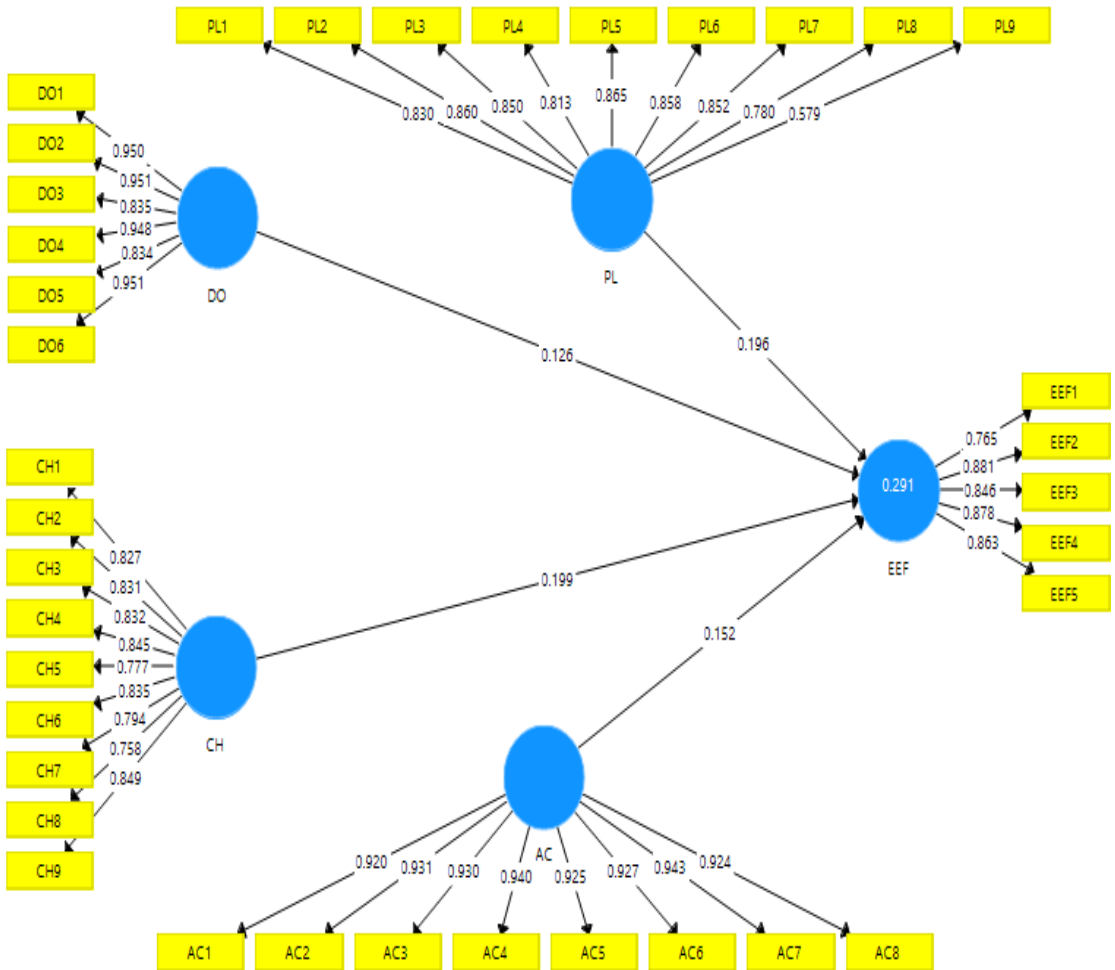 PL1 PL2 PL3 PL4 PL5 PL6 PL7 PL8 PL9
0.830 0.860 0.850 0.813 0.865 0.858 0.852 0.780 0.579
PL
DO1
DO2
DO3
DO4
DO5
DO6
0.950
0.951
0.835
0.948
0.834
0.951
DO
0.126
0.196
CH1
CH2
CH3
CH4
CH5
CH6
CH7
CH8
CH9
0.827
0.831
0.832
0.845
0.777
0.835
0.794
0.758
0.849
CH
0.199
0.152
0.291
EEF
0.765
0.881
0.846
0.878
0.863
EEF1
EEF2
EEF3
EEF4
EEF5
AC
0.920 0.931 0.930 0.940 0.925 0.927 0.943 0.924
AC1 AC2 AC3 AC4 AC5 AC6 AC7 AC8